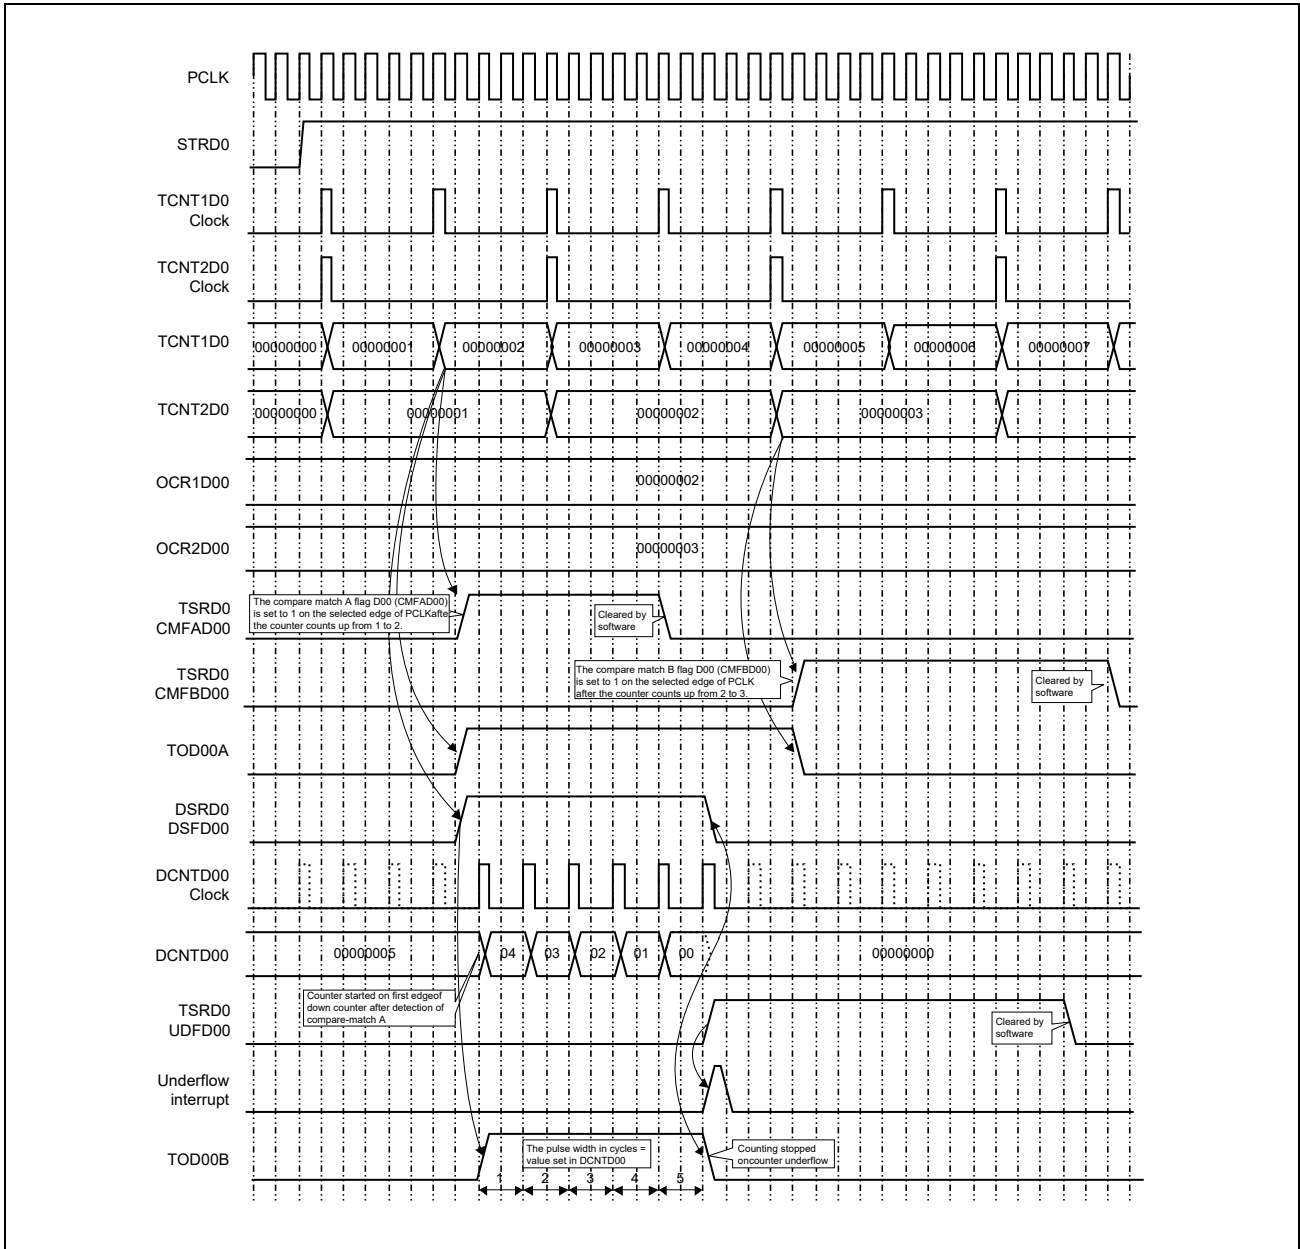 PCLK
STRD0
TCNT1D0
Clock
TCNT2D0
Clock
TCNT1D0
00000000 00000001 00000002 00000003 00000004 00000005 00000006 00000007
TCNT2D0
00000000 00000001 00000002 00000003
OCR1D00
00000002
OCR2D00
00000003
TSRD0
CMFAD00
The compare match A flag D00 (CMFAD00)
is set to 1 on the selected edge of PCLKafte
the counter counts up from 1 to 2.
Cleared by
software
TSRD0
CMFBD00
The compare match B flag D00 (CMFBD00)
is set to 1 on the selected edge of PCLK
after the counter counts up from 2 to 3.
Cleared by
software
TOD00A
DSRD0
DSFD00
DCNTD00
Clock
DCNTD00
00000005 04 03 02 01 00 00000000
Counter started on first edgeof
down counter after detection of
compare-match A
TSRD0
UDFD00
Cleared by
software
Underflow
interrupt
TOD00B
The pulse width in cycles =
value set in DCNTD00
Counting stopped
oncounter underflow
1 2 3 4 5